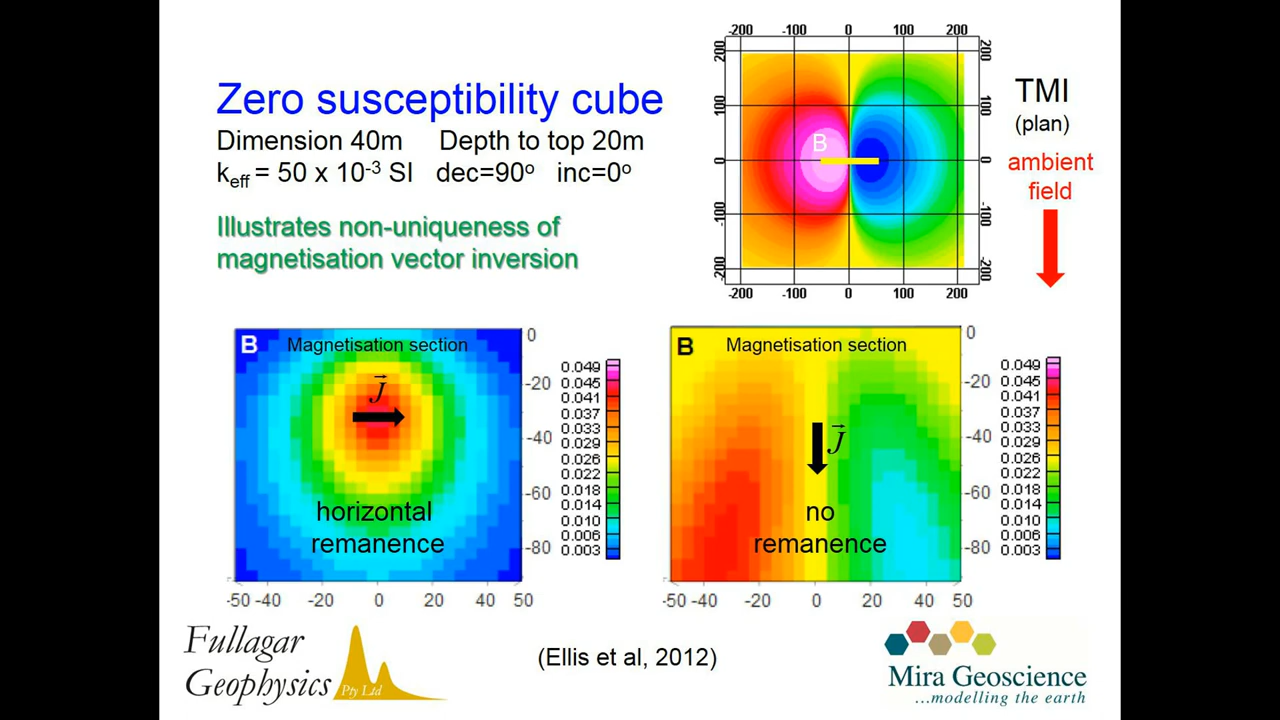 Zero susceptibility cube
Dimension 40m Depth to top 20m
keff = 50 x 10-3 SI dec=90o inc=0o
Illustrates non-uniqueness of
magnetisation vector inversion
-200 -100 0 100 200
200 200
100 100
0 0
-100 -100
-200 -200
B
-200 -100 0 100 200
TMI
(plan)
ambient
field
B Magnetisation section
J
horizontal
remanence
0
-20
-40
-60
-80
-50 -40 -20 0 20 40 50
0.049
0.045
0.041
0.037
0.033
0.029
0.026
0.022
0.018
0.014
0.010
0.006
0.003
B Magnetisation section
J
no
remanence
0
-20
-40
-60
-80
-50 -40 -20 0 20 40 50
0.049
0.045
0.041
0.037
0.033
0.029
0.026
0.022
0.018
0.014
0.010
0.006
0.003
Fullagar
Geophysics
Pty Ltd
(Ellis et al, 2012)
Mira Geoscience
...modelling the earth